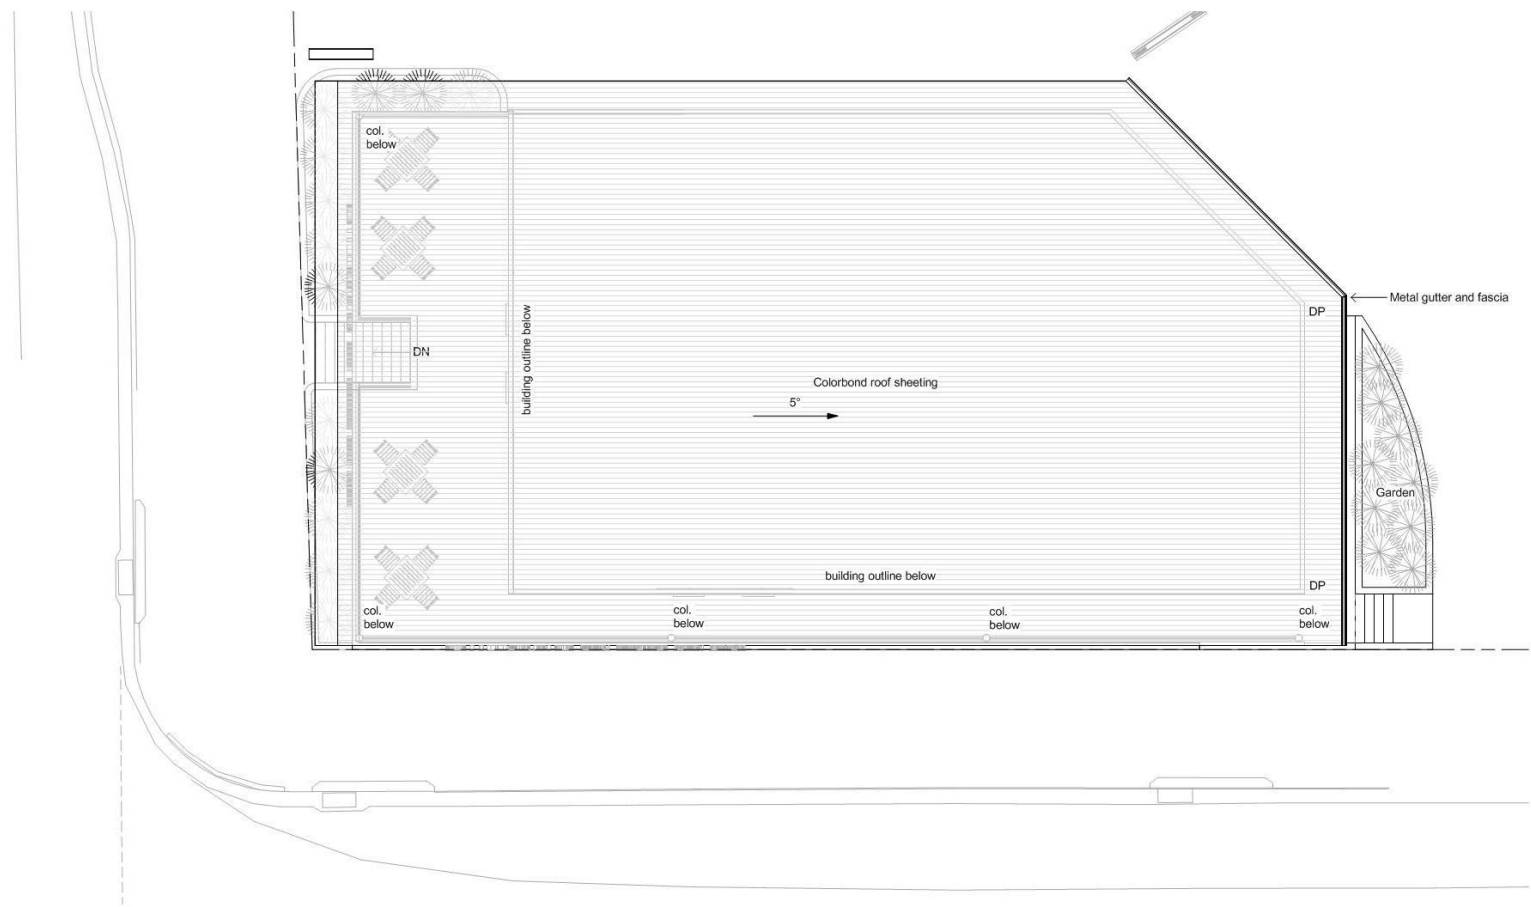 col.
below
building outline below
DN
Colorbond roof sheeting
5°
DP
Metal gutter and fascia
Garden
building outline below
DP
col.
below
col.
below
col.
below
col.
below